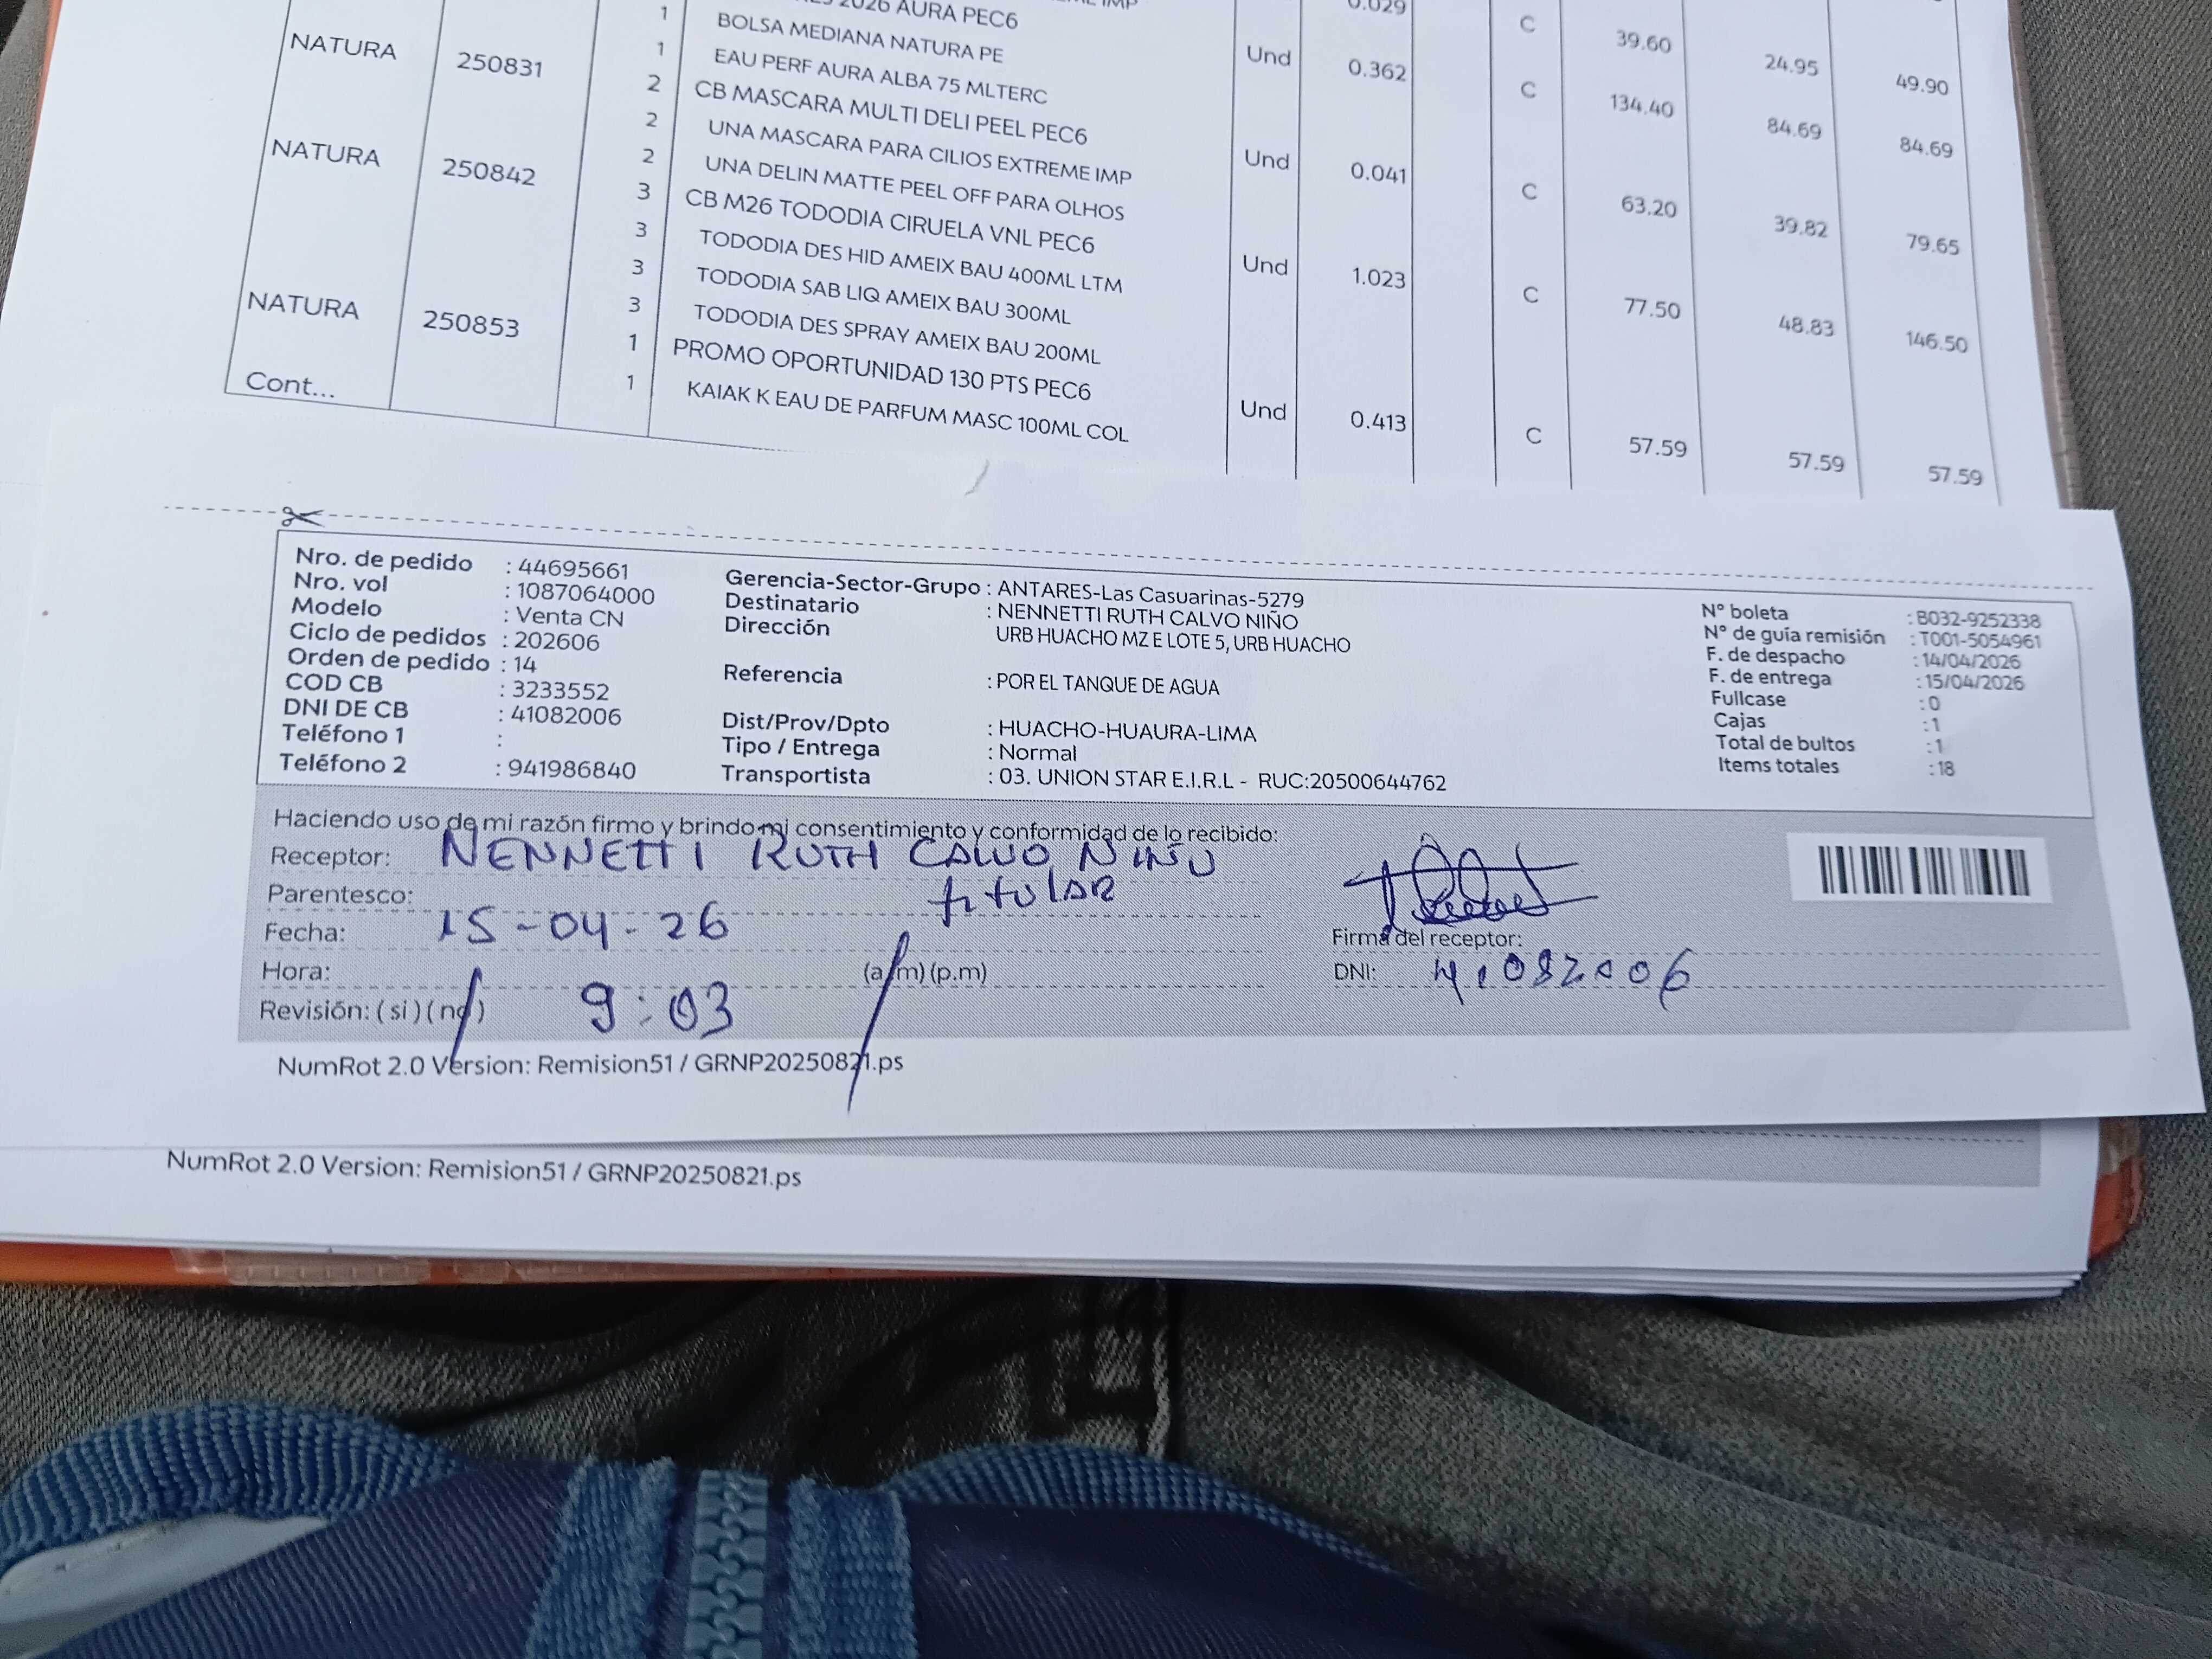 2026 AURA PEC6
0.029 C 39.60 24.95 49.90
1 BOLSA MEDIANA NATURA PE
NATURA 250831 1 EAU PERF AURA ALBA 75 MLTERC Und 0.362 C 134.40 84.69 84.69
2 CB MASCARA MULTI DELI PEEL PEC6
2 UNA MASCARA PARA CILIOS EXTREME IMP
NATURA 250842 2 UNA DELIN MATTE PEEL OFF PARA OLHOS Und 0.041 C 63.20 39.82 79.65
3 CB M26 TODODIA CIRUELA VNL PEC6
3 TODODIA DES HID AMEIX BAU 400ML LTM Und 1.023 C 77.50 48.83 146.50
3 TODODIA SAB LIQ AMEIX BAU 300ML
3 TODODIA DES SPRAY AMEIX BAU 200ML
NATURA 250853 1 PROMO OPORTUNIDAD 130 PTS PEC6
1 KAIAK K EAU DE PARFUM MASC 100ML COL Und 0.413 C 57.59 57.59 57.59
Cont...
Nro. de pedido : 44695661
Nro. vol : 1087064000
Modelo : Venta CN
Ciclo de pedidos : 202606
Orden de pedido : 14
COD CB : 3233552
DNI DE CB : 41082006
Teléfono 1 :
Teléfono 2 : 941986840
Gerencia-Sector-Grupo : ANTARES-Las Casuarinas-5279
Destinatario : NENNETTI RUTH CALVO NIÑO
Dirección URB HUACHO MZ E LOTE 5, URB HUACHO
Referencia : POR EL TANQUE DE AGUA
Dist/Prov/Dpto : HUACHO-HUAURA-LIMA
Tipo / Entrega : Normal
Transportista : 03. UNION STAR E.I.R.L - RUC:20500644762
N° boleta : B032-9252338
N° de guía remisión : T001-5054961
F. de despacho : 14/04/2026
F. de entrega : 15/04/2026
Fullcase : 0
Cajas : 1
Total de bultos : 1
Items totales : 18
Haciendo uso de mi razón firmo y brindo mi consentimiento y conformidad de lo recibido:
Receptor: NENNETTI RUTH CALVO NIÑO
Parentesco: titular
Fecha: 15-04-26
Firma del receptor:
Hora: (a.m) (p.m)
DNI: 41082006
Revisión: ( si ) ( no ) 9:03
NumRot 2.0 Version: Remision51 / GRNP20250821.ps
NumRot 2.0 Version: Remision51 / GRNP20250821.ps